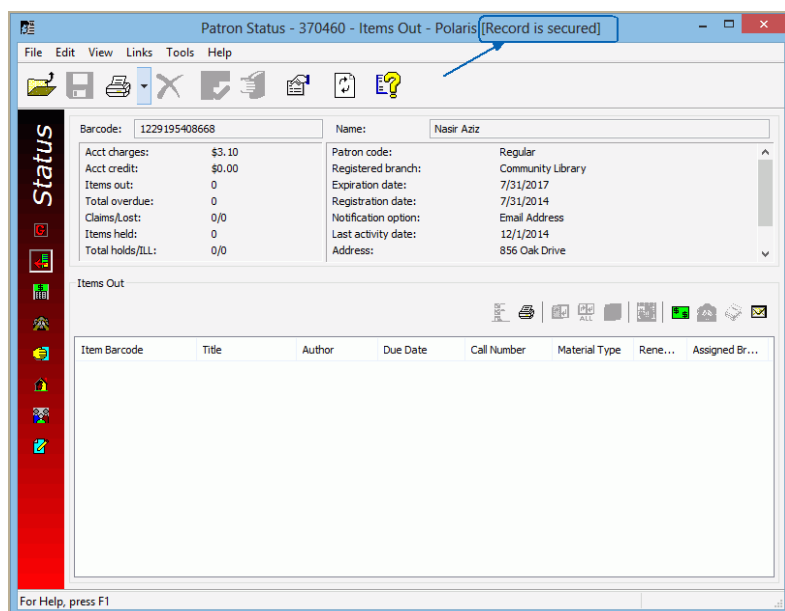 Patron Status - 370460 - Items Out - Polaris [Record is secured]
File Edit View Links Tools Help
Status
Barcode: 1229195408668 Name: Nasir Aziz
Acct charges: $3.10 Patron code: Regular
Acct credit: $0.00 Registered branch: Community Library
Items out: 0 Expiration date: 7/31/2017
Total overdue: 0 Registration date: 7/31/2014
Claims/Lost: 0/0 Notification option: Email Address
Items held: 0 Last activity date: 12/1/2014
Total holds/ILL: 0/0 Address: 856 Oak Drive
Items Out
ALL
Item Barcode Title Author Due Date Call Number Material Type Rene... Assigned Br...
For Help, press F1